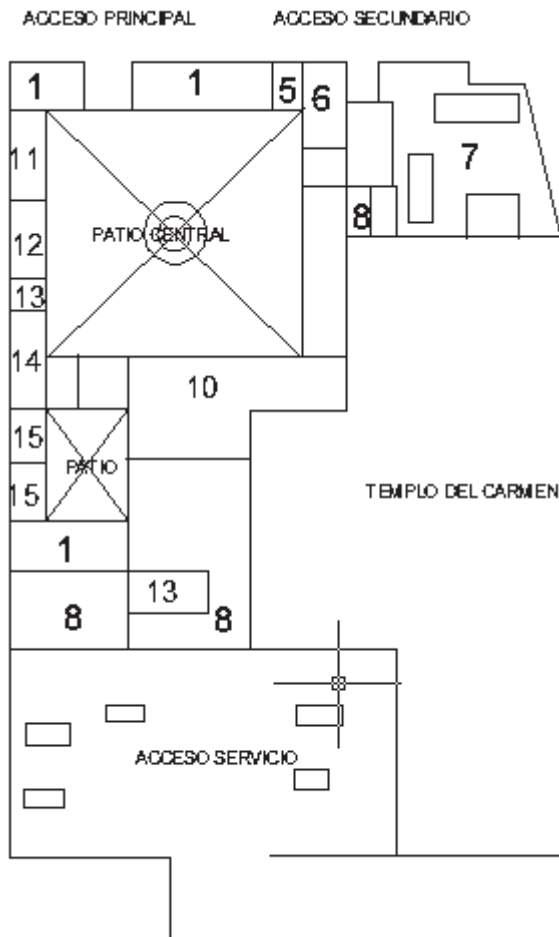 ACCESO PRINCIPAL ACCESO SECUNDARIO
1 1 5 6
7
11
8
12 PATIO CENTRAL
13
14
10
15
PATIO
15 TEMPLO DEL CARMEN
1
13
8 8
ACCESO SERVICIO